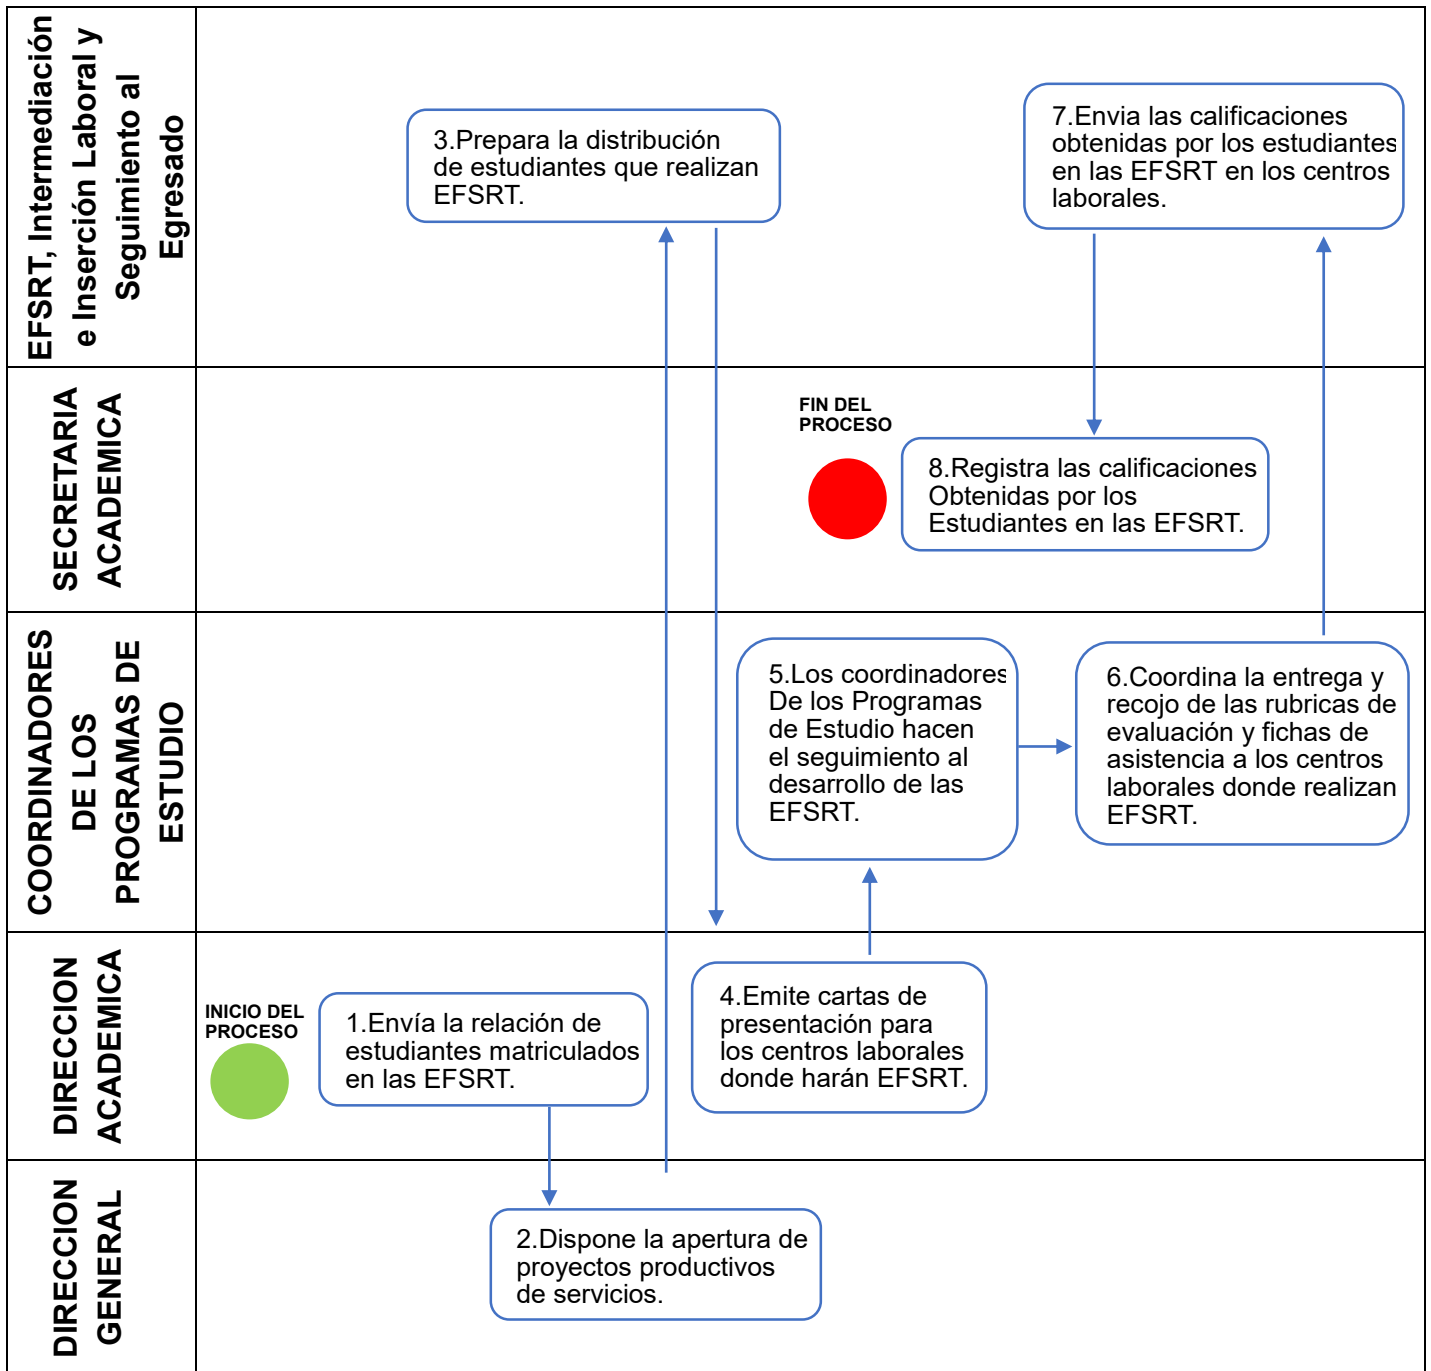 EFSRT, Intermediación
e Inserción Laboral y
Seguimiento al
Egresado
3.Prepara la distribución
de estudiantes que realizan
EFSRT.
7.Envia las calificaciones
obtenidas por los estudiantes
en las EFSRT en los centros
laborales.
SECRETARIA
ACADEMICA
FIN DEL
PROCESO
8.Registra las calificaciones
Obtenidas por los
Estudiantes en las EFSRT.
COORDINADORES
DE LOS
PROGRAMAS DE
ESTUDIO
5.Los coordinadores
De los Programas
de Estudio hacen
el seguimiento al
desarrollo de las
EFSRT.
6.Coordina la entrega y
recojo de las rubricas de
evaluación y fichas de
asistencia a los centros
laborales donde realizan
EFSRT.
DIRECCION
ACADEMICA
INICIO DEL
PROCESO
1.Envía la relación de
estudiantes matriculados
en las EFSRT.
4.Emite cartas de
presentación para
los centros laborales
donde harán EFSRT.
DIRECCION
GENERAL
2.Dispone la apertura de
proyectos productivos
de servicios.